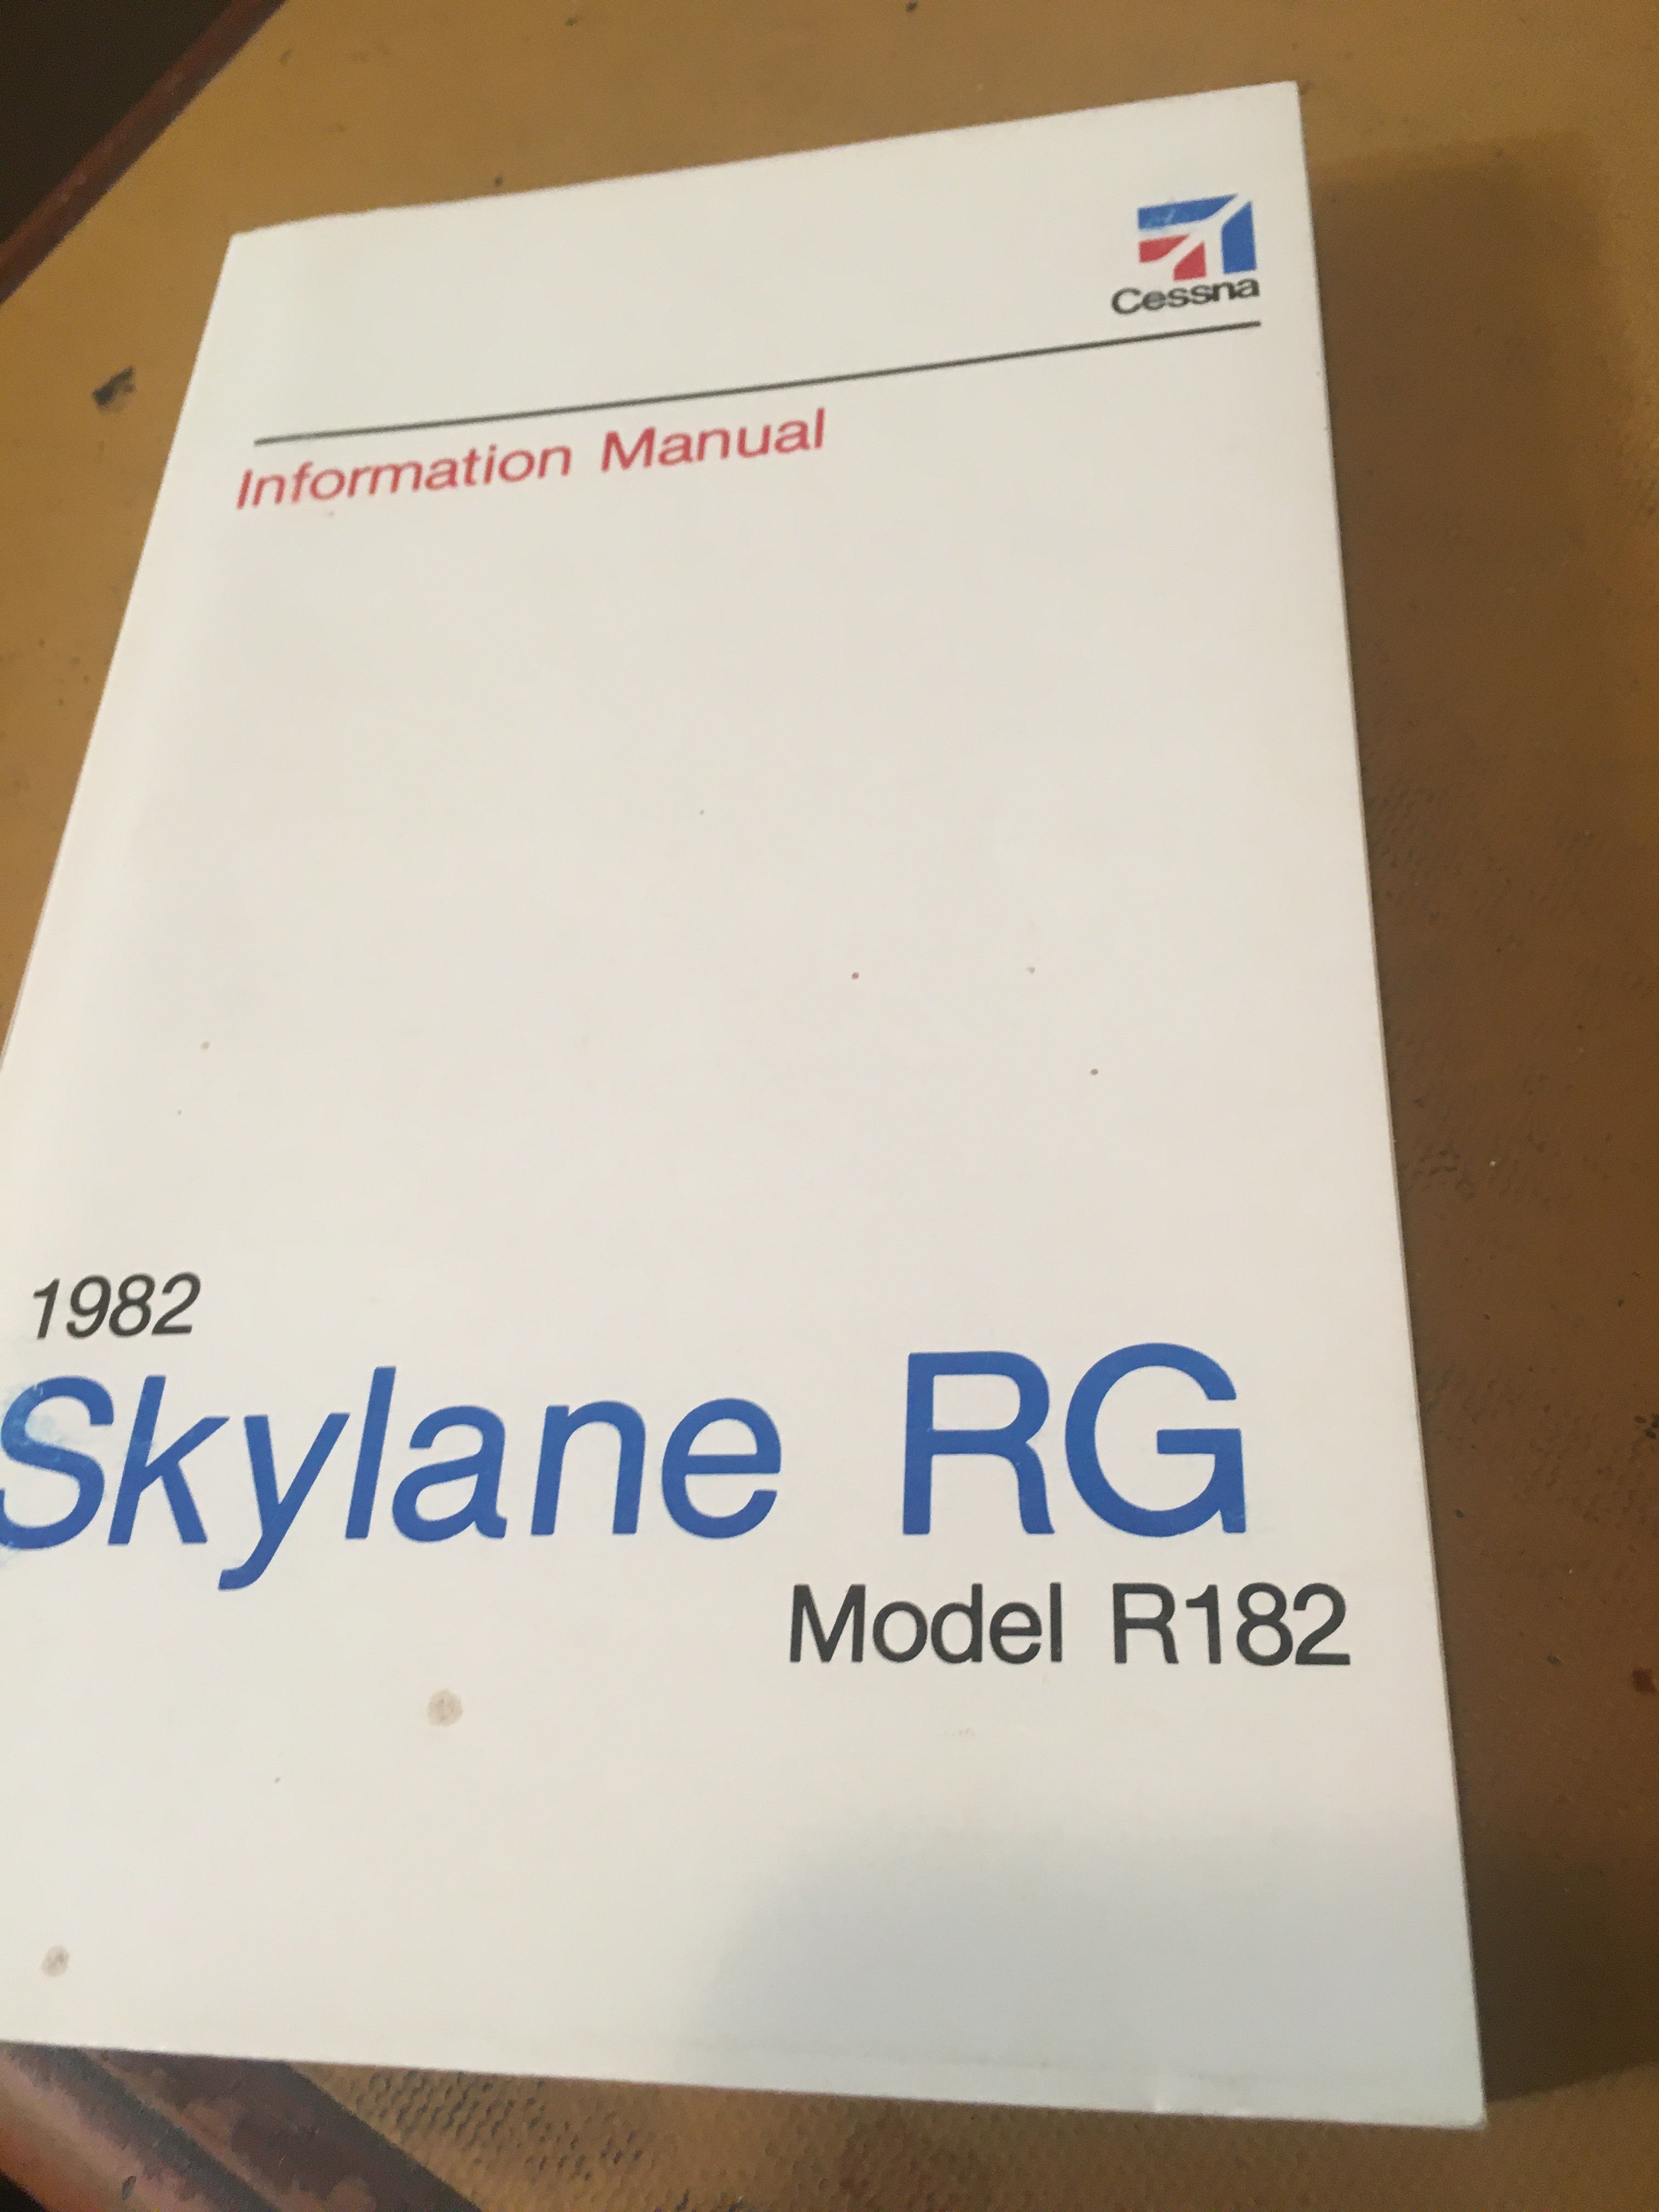 Cessna
Information Manual
1982
Skylane RG
Model R182